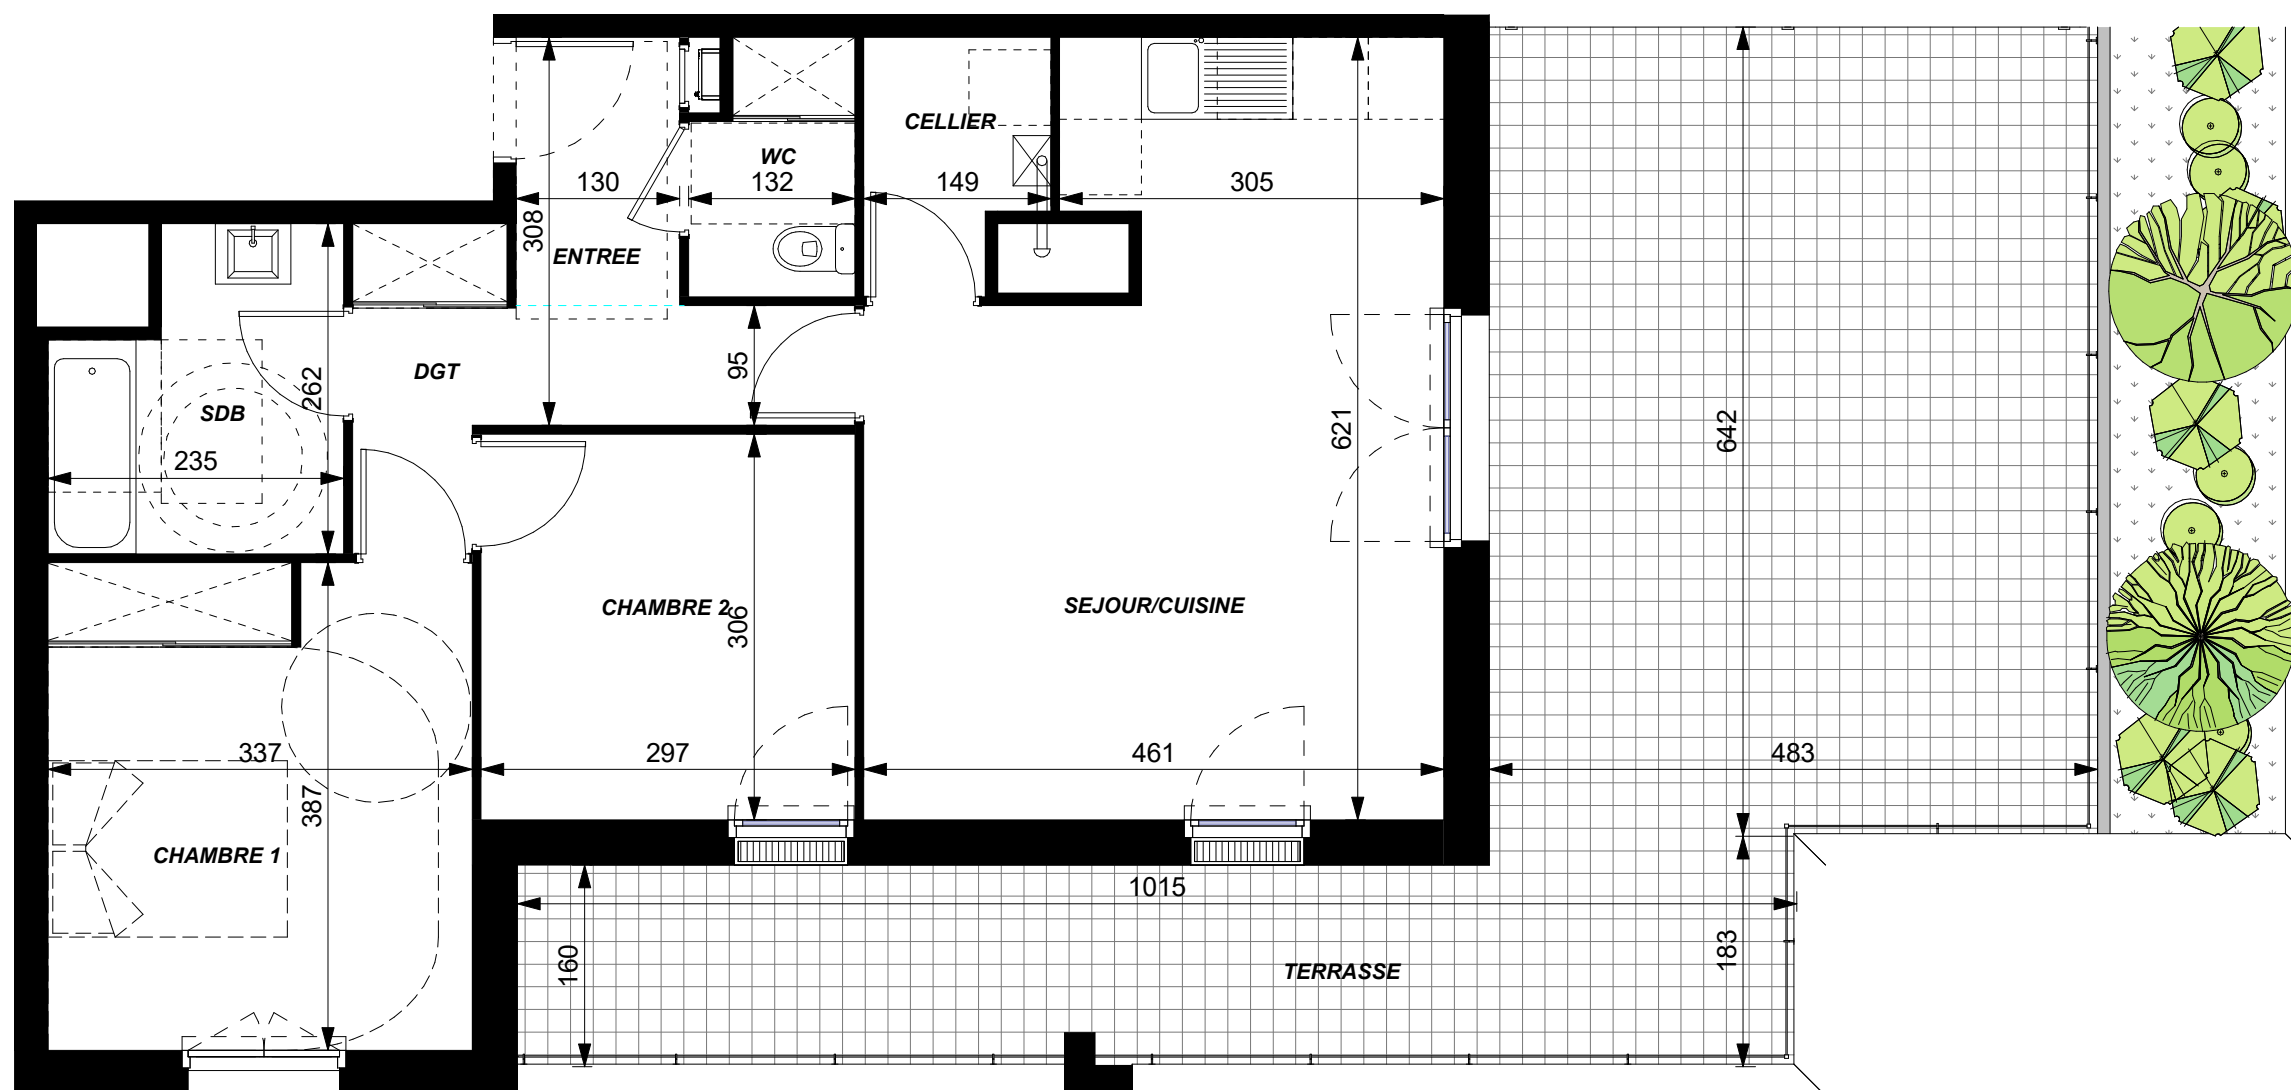 CELLIER
WC
130
132
149
305
308
ENTREE
95
262
DGT
SDB
621
642
235
CHAMBRE 2
306
SEJOUR/CUISINE
337
297
461
483
387
CHAMBRE 1
1015
160
TERRASSE
183